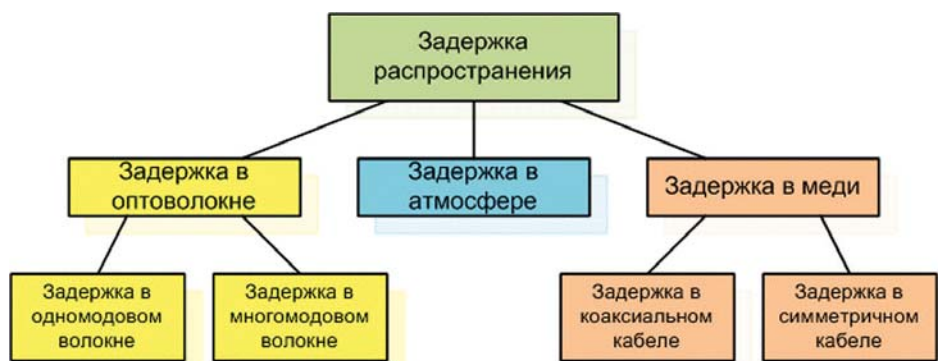 Задержка
распространения
Задержка в
оптоволокне
Задержка в
атмосфере
Задержка в меди
Задержка в
одномодовом
волокне
Задержка в
многомодовом
волокне
Задержка в
коаксиальном
кабеле
Задержка в
симметричном
кабеле